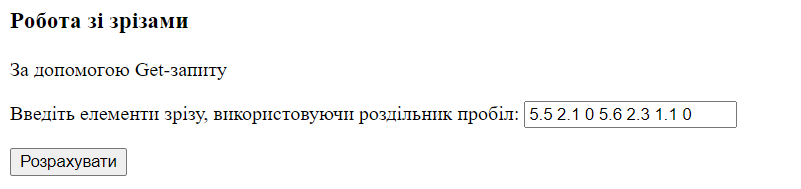 Робота зі зрізами
За допомогою Get-запиту
Введіть елементи зрізу, використовуючи роздільник пробіл: 5.5 2.1 0 5.6 2.3 1.1 0
Розрахувати